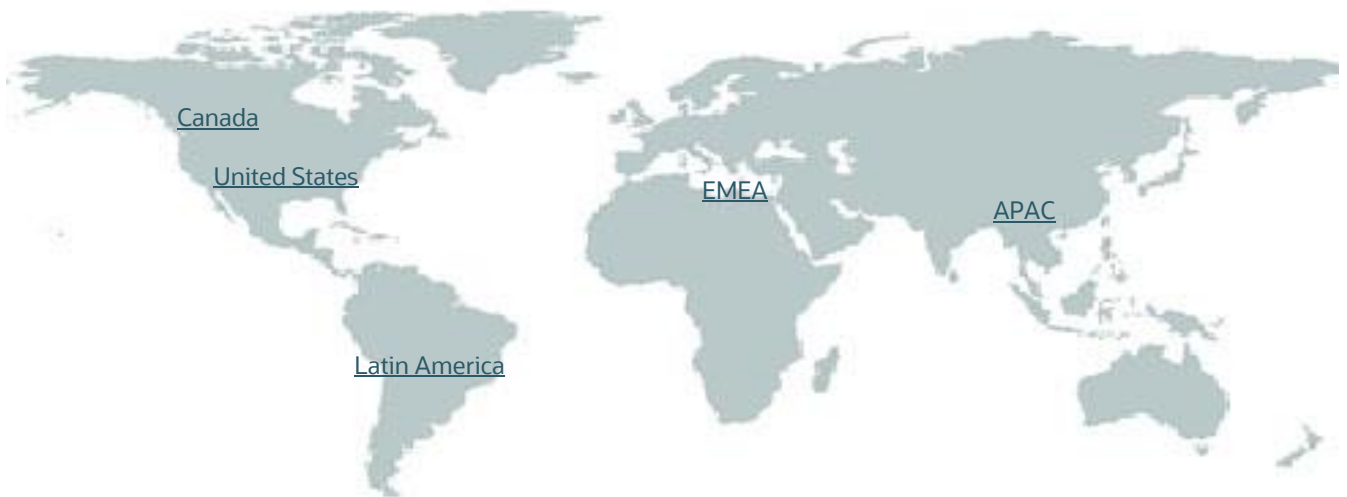 Canada
United States
EMEA
APAC
Latin America